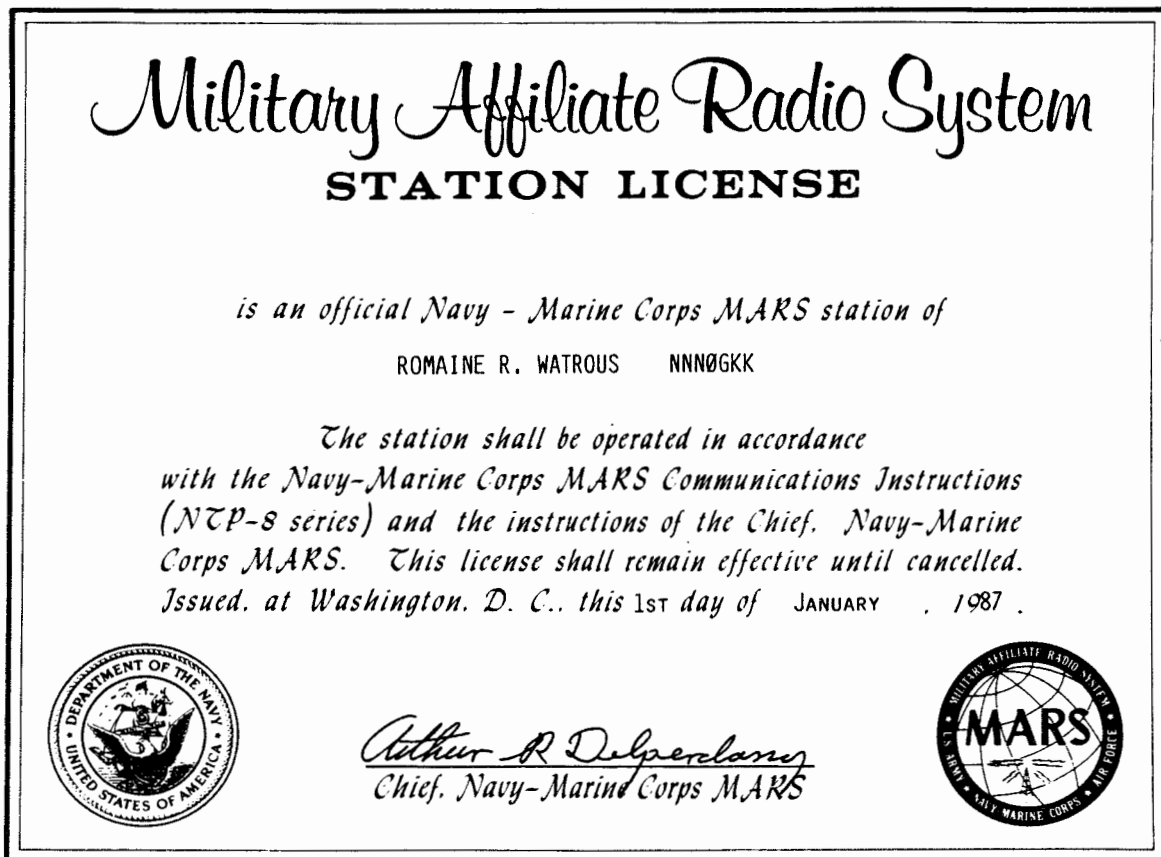 Military Affiliate Radio System
STATION LICENSE
is an official Navy - Marine Corps MARS station of
ROMAINE R. WATROUS NNNØGKK
The station shall be operated in accordance
with the Navy-Marine Corps MARS Communications Instructions
(NTP-8 series) and the instructions of the Chief, Navy-Marine
Corps MARS. This license shall remain effective until cancelled.
Issued, at Washington, D. C., this 1ST day of JANUARY , 1987.
DEPARTMENT OF THE NAVY
UNITED STATES OF AMERICA
Arthur R Delperdang
Chief, Navy-Marine Corps MARS
MILITARY AFFILIATE RADIO SYSTEM
MARS
US ARMY • NAVY MARINE CORPS • AIR FORCE